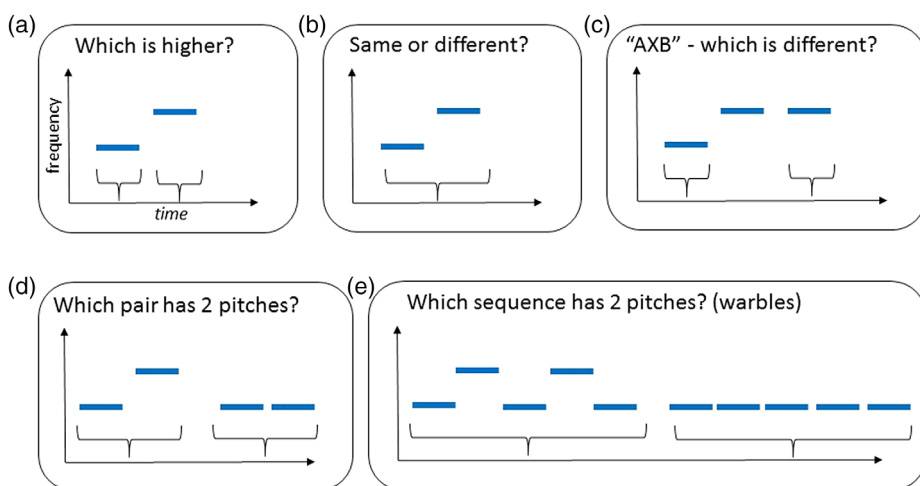 (a)
Which is higher?
frequency
time
(b)
Same or different?
(c)
“AXB” - which is different?
(d)
Which pair has 2 pitches?
(e)
Which sequence has 2 pitches? (warbles)